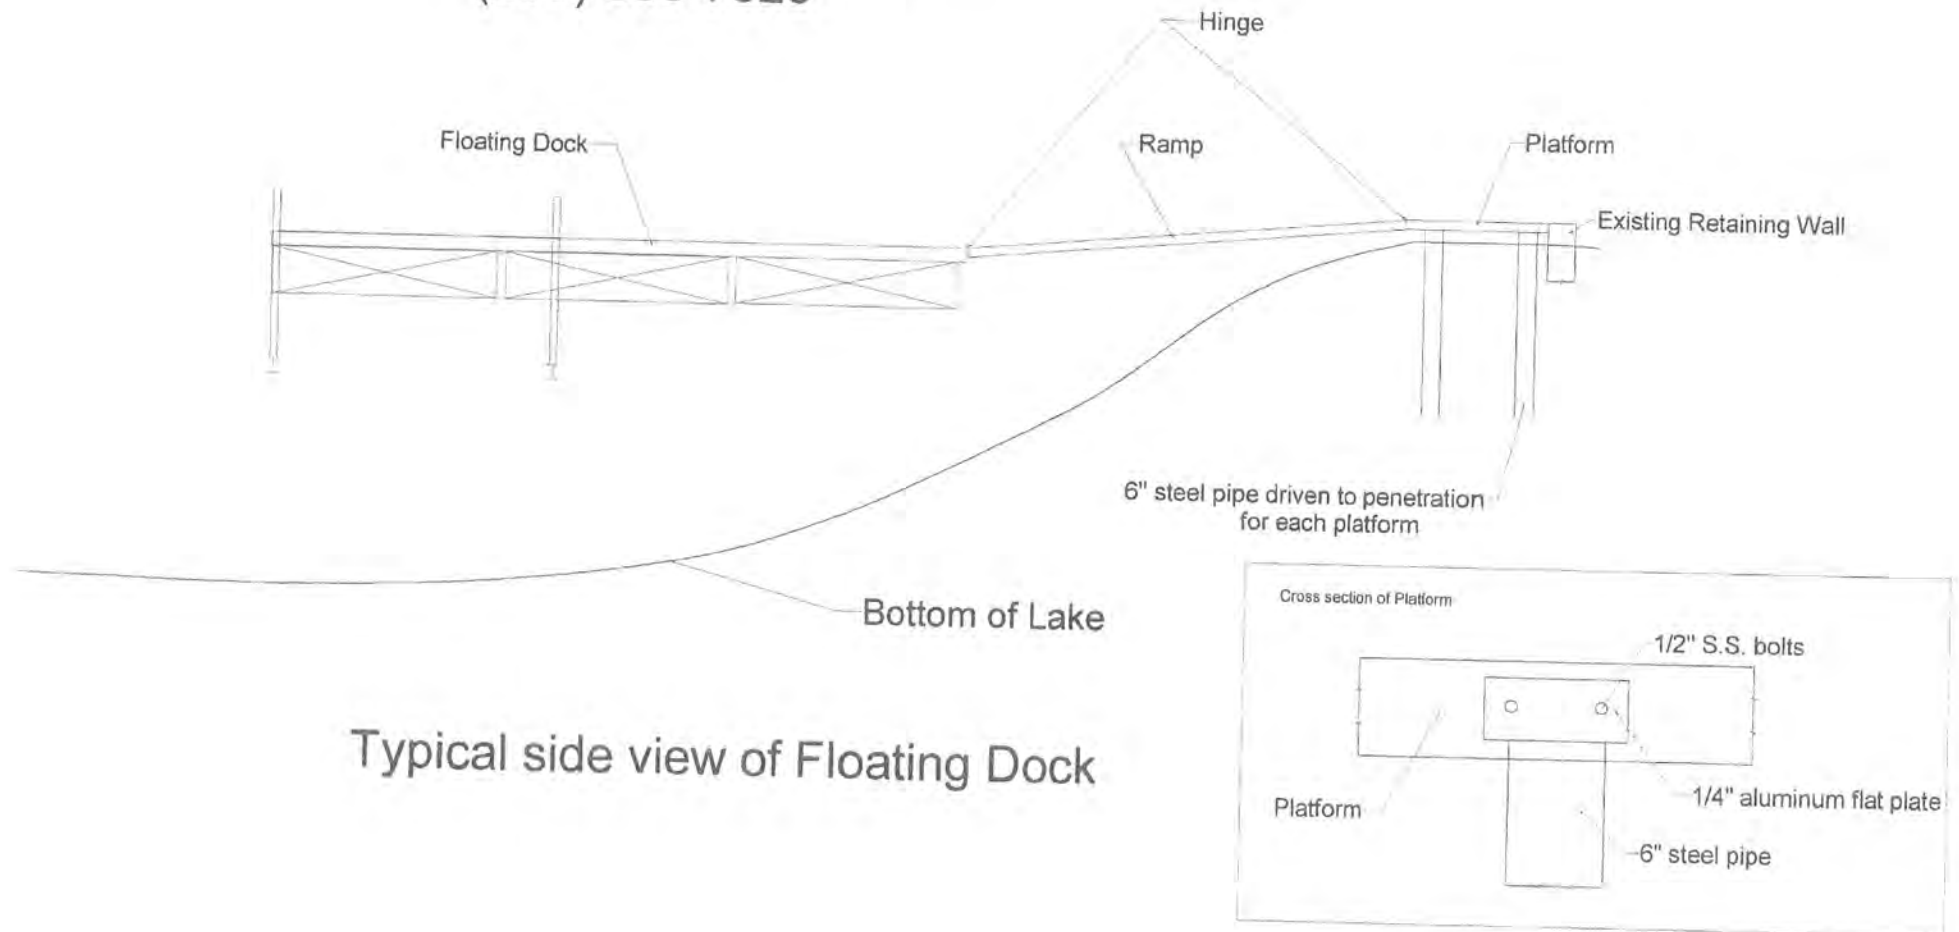 Hinge
Floating Dock
Ramp
Platform
Existing Retaining Wall
6" steel pipe driven to penetration
for each platform
Bottom of Lake
Typical side view of Floating Dock
Cross section of Platform
1/2" S.S. bolts
Platform
1/4" aluminum flat plate
6" steel pipe